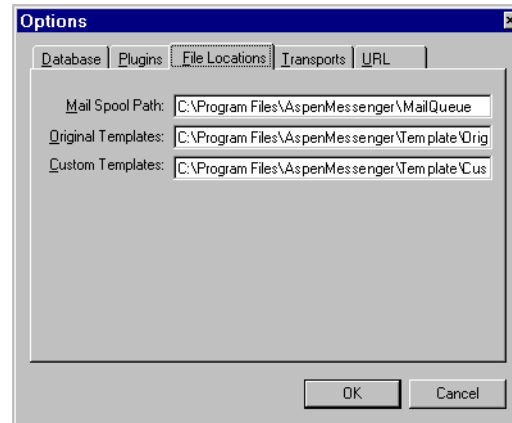 Options
Database Plugins File Locations Transports URL
Mail Spool Path: C:\Program Files\AspenMessenger\MailQueue
Original Templates: C:\Program Files\AspenMessenger\Template\Orig
Custom Templates: C:\Program Files\AspenMessenger\Template\Cus
OK Cancel